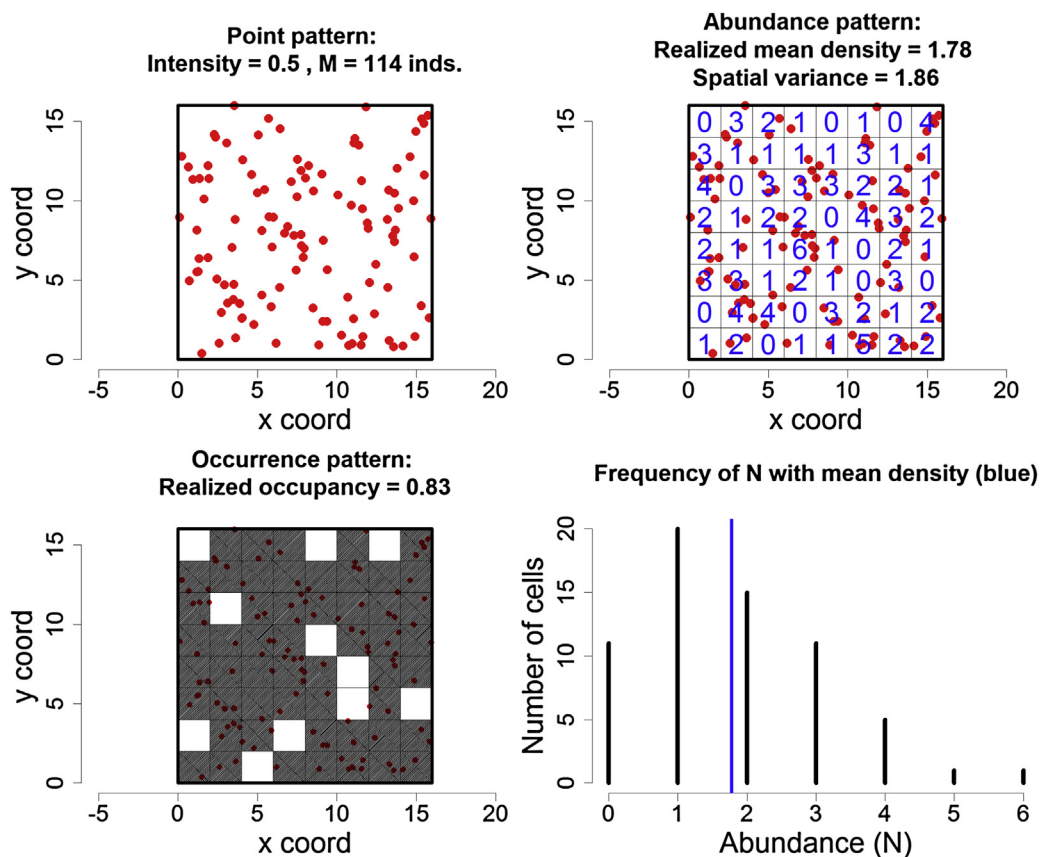 Point pattern:
Intensity = 0.5 , M = 114 inds.
y coord
15
10
5
0
-5 0 5 10 15 20
x coord
Abundance pattern:
Realized mean density = 1.78
Spatial variance = 1.86
y coord
15
10
5
0
0 3 2 1 0 1 0 4
3 1 1 1 1 3 1 1
4 0 3 3 3 2 2 1
2 1 2 2 0 4 3 2
2 1 1 6 1 0 2 1
3 3 1 2 1 0 3 0
0 4 4 0 3 2 1 2
1 2 0 1 1 5 2 2
-5 0 5 10 15 20
x coord
Occurrence pattern:
Realized occupancy = 0.83
y coord
15
10
5
0
-5 0 5 10 15 20
x coord
Frequency of N with mean density (blue)
Number of cells
20
15
10
5
0
0 1 2 3 4 5 6
Abundance (N)